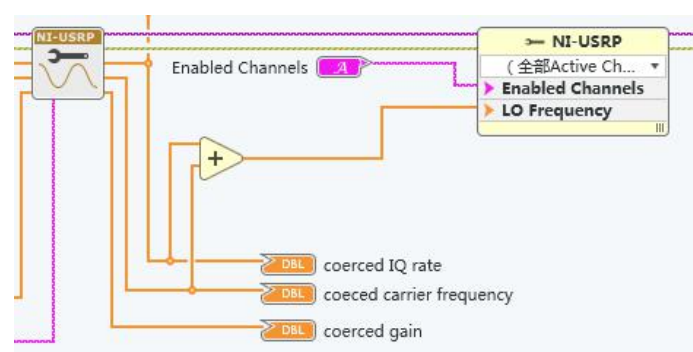 NI-USRP
NI-USRP
(全部Active Ch...
Enabled Channels
A
Enabled Channels
LO Frequency
+
DBL
coerced IQ rate
DBL
coeced carrier frequency
DBL
coerced gain